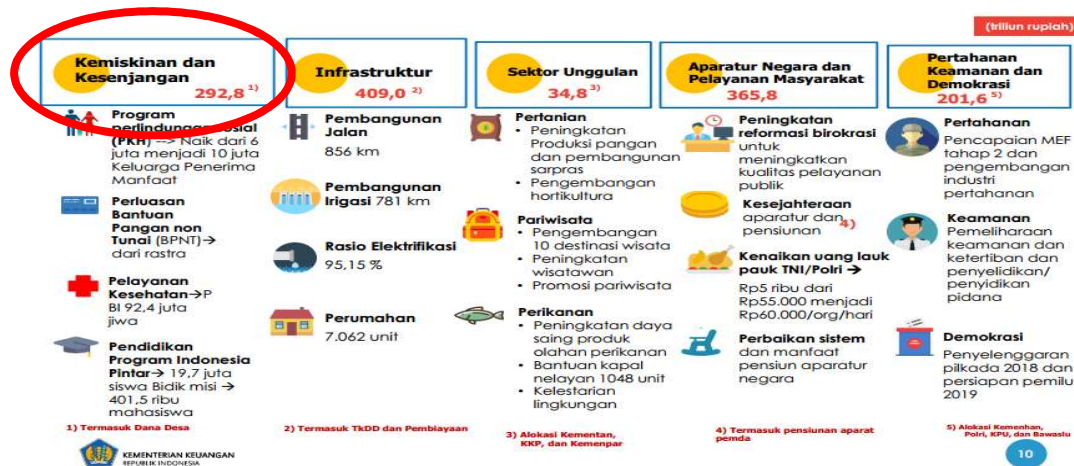 (triliun rupiah)
Kemiskinan dan
Kesenjangan
292,8 1)
Program
perlindungan sosial
(PKH) --> Naik dari 6
juta menjadi 10 juta
Keluarga Penerima
Manfaat
Perluasan
Bantuan
Pangan non
Tunai (BPNT)→
dari rastra
Pelayanan
Kesehatan→P
BI 92,4 juta
jiwa
Pendidikan
Program Indonesia
Pintar→ 19,7 juta
siswa Bidik misi →
401,5 ribu
mahasiswa
1) Termasuk Dana Desa
Infrastruktur
409,0 2)
Pembangunan
Jalan
856 km
Pembangunan
Irigasi 781 km
Rasio Elektrifikasi
95,15 %
Perumahan
7.062 unit
2) Termasuk TkDD dan Pembiayaan
Sektor Unggulan
34,8 3)
Pertanian
• Peningkatan
Produksi pangan
dan pembangunan
sarpras
• Pengembangan
hortikultura
Pariwisata
• Pengembangan
10 destinasi wisata
• Peningkatan
wisatawan
• Promosi pariwisata
Perikanan
• Peningkatan daya
saing produk
olahan perikanan
• Bantuan kapal
nelayan 1048 unit
• Kelestarian
lingkungan
3) Alokasi Kementan,
KKP, dan Kemenpar
Aparatur Negara dan
Pelayanan Masyarakat
365,8
Peningkatan
reformasi birokrasi
untuk
meningkatkan
kualitas pelayanan
publik
Kesejahteraan
aparatur dan
pensiunan 4)
Kenaikan uang lauk
pauk TNI/Polri →
Rp5 ribu dari
Rp55.000 menjadi
Rp60.000/org/hari
Perbaikan sistem
dan manfaat
pensiun aparatur
negara
4) Termasuk pensiunan aparat
pemda
Pertahanan
Keamanan dan
Demokrasi
201,6 5)
Pertahanan
Pencapaian MEF
tahap 2 dan
pengembangan
industri
pertahanan
Keamanan
Pemeliharaan
keamanan dan
ketertiban dan
penyelidikan/
penyidikan
pidana
Demokrasi
Penyelenggaran
pilkada 2018 dan
persiapan pemilu
2019
5) Alokasi Kemenhan,
Polri, KPU, dan Bawaslu
KEMENTERIAN KEUANGAN
REPUBLIK INDONESIA
10